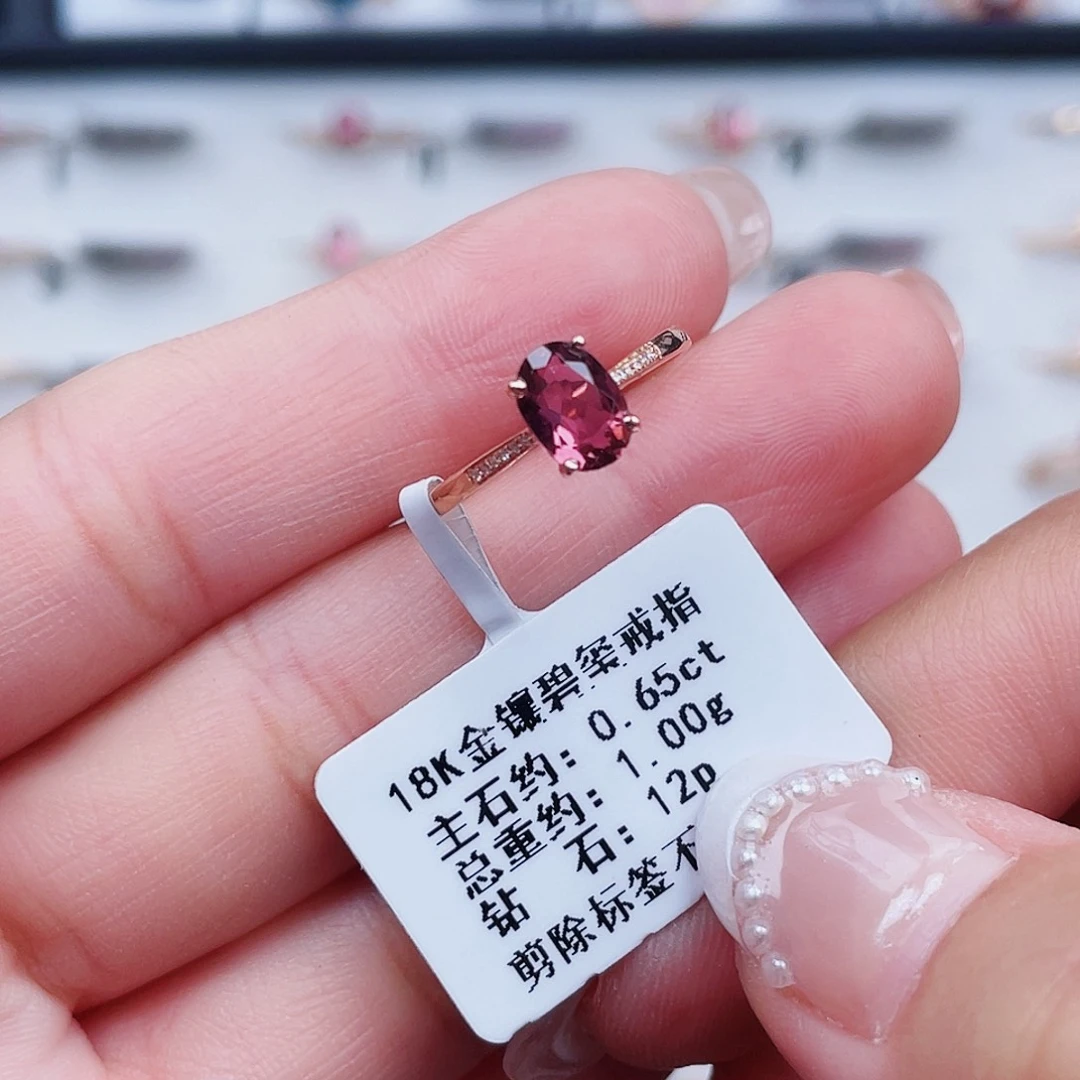 18K金镶碧玺戒指
主石约: 0.65ct
总重约: 1.00g
钻 石: 12p
剪除标签不